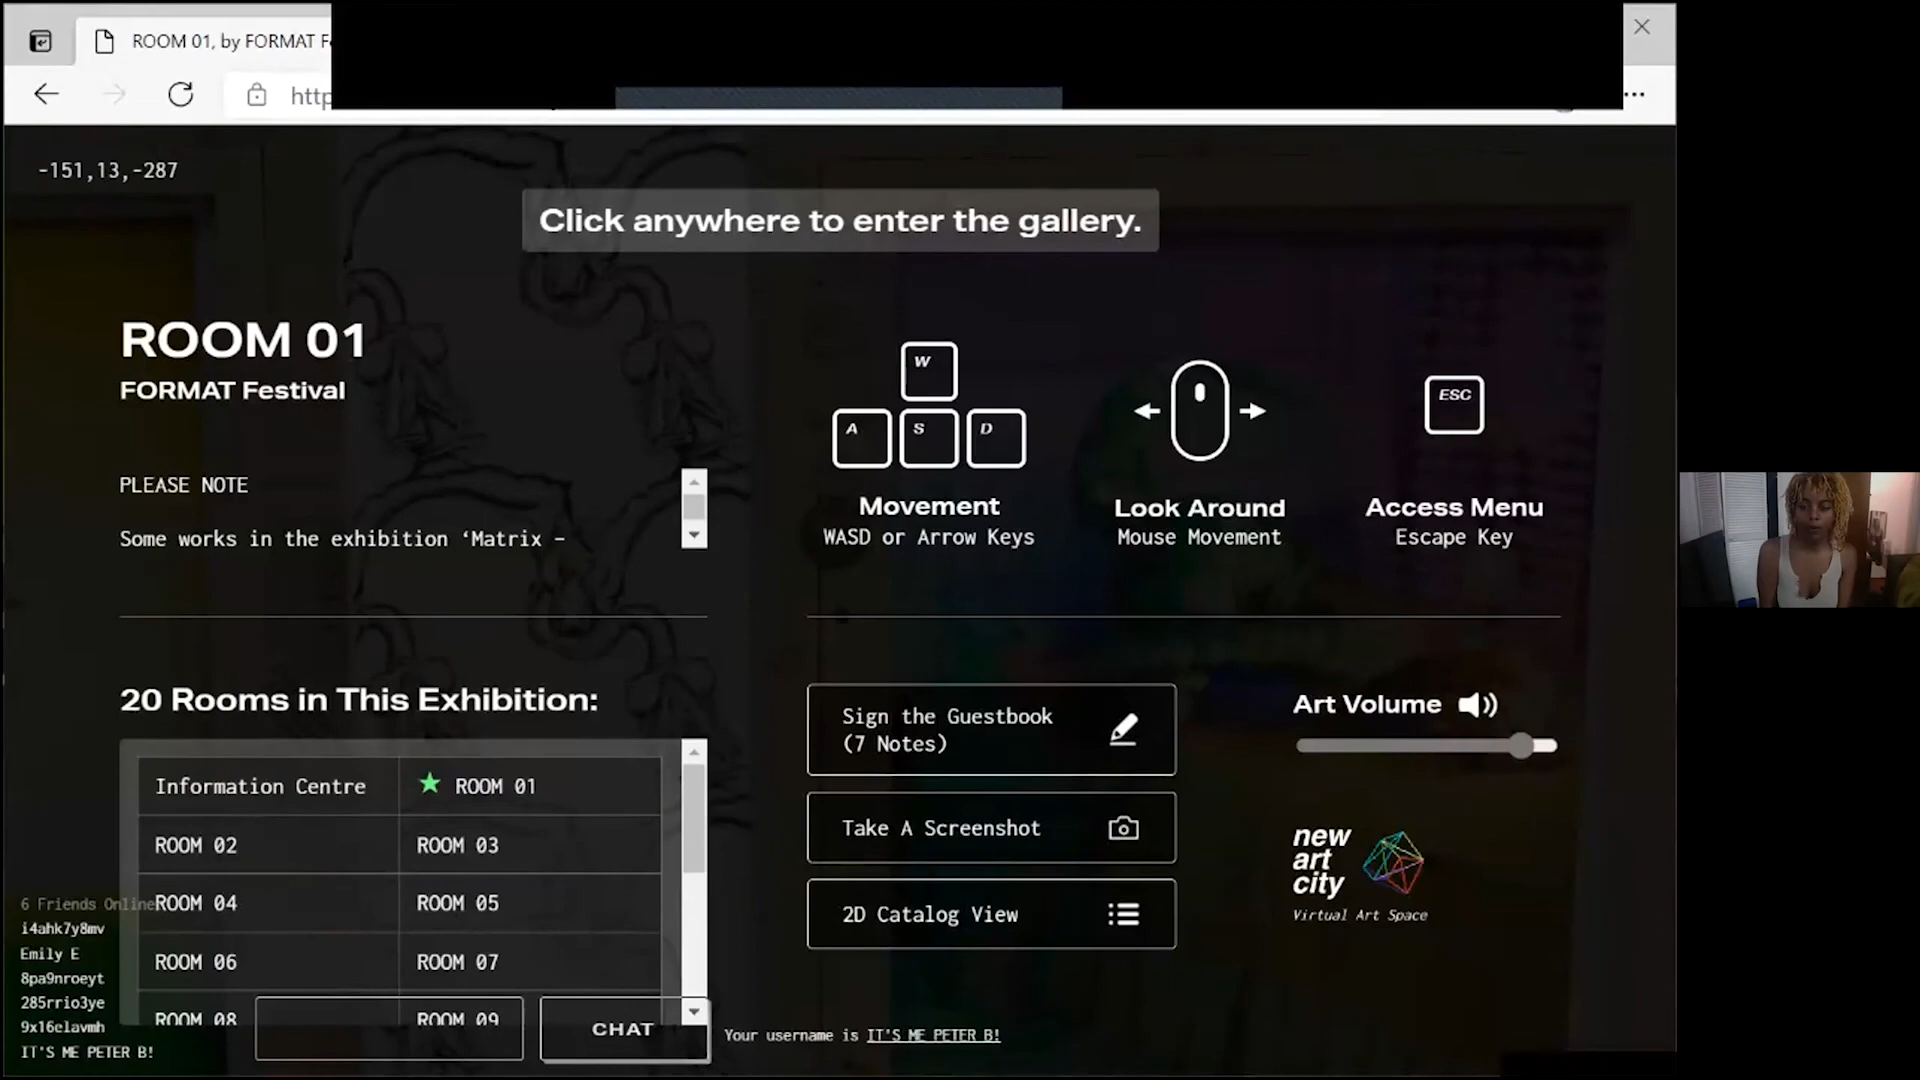 ROOM 01, by FORMAT F
http
-151,13,-287
Click anywhere to enter the gallery.
ROOM 01
FORMAT Festival
PLEASE NOTE
Some works in the exhibition ‘Matrix –
W
A S D
Movement
WASD or Arrow Keys
Look Around
Mouse Movement
ESC
Access Menu
Escape Key
20 Rooms in This Exhibition:
Information Centre
★ ROOM 01
ROOM 02
ROOM 03
ROOM 04
ROOM 05
ROOM 06
ROOM 07
ROOM 08
ROOM 09
Sign the Guestbook
(7 Notes)
Take A Screenshot
2D Catalog View
Art Volume
new
art
city
Virtual Art Space
6 Friends Online
i4ahk7y8mv
Emily E
8pa9nroeyt
285rrio3ye
9x16elavmh
IT'S ME PETER B!
CHAT
Your username is IT'S ME PETER B!